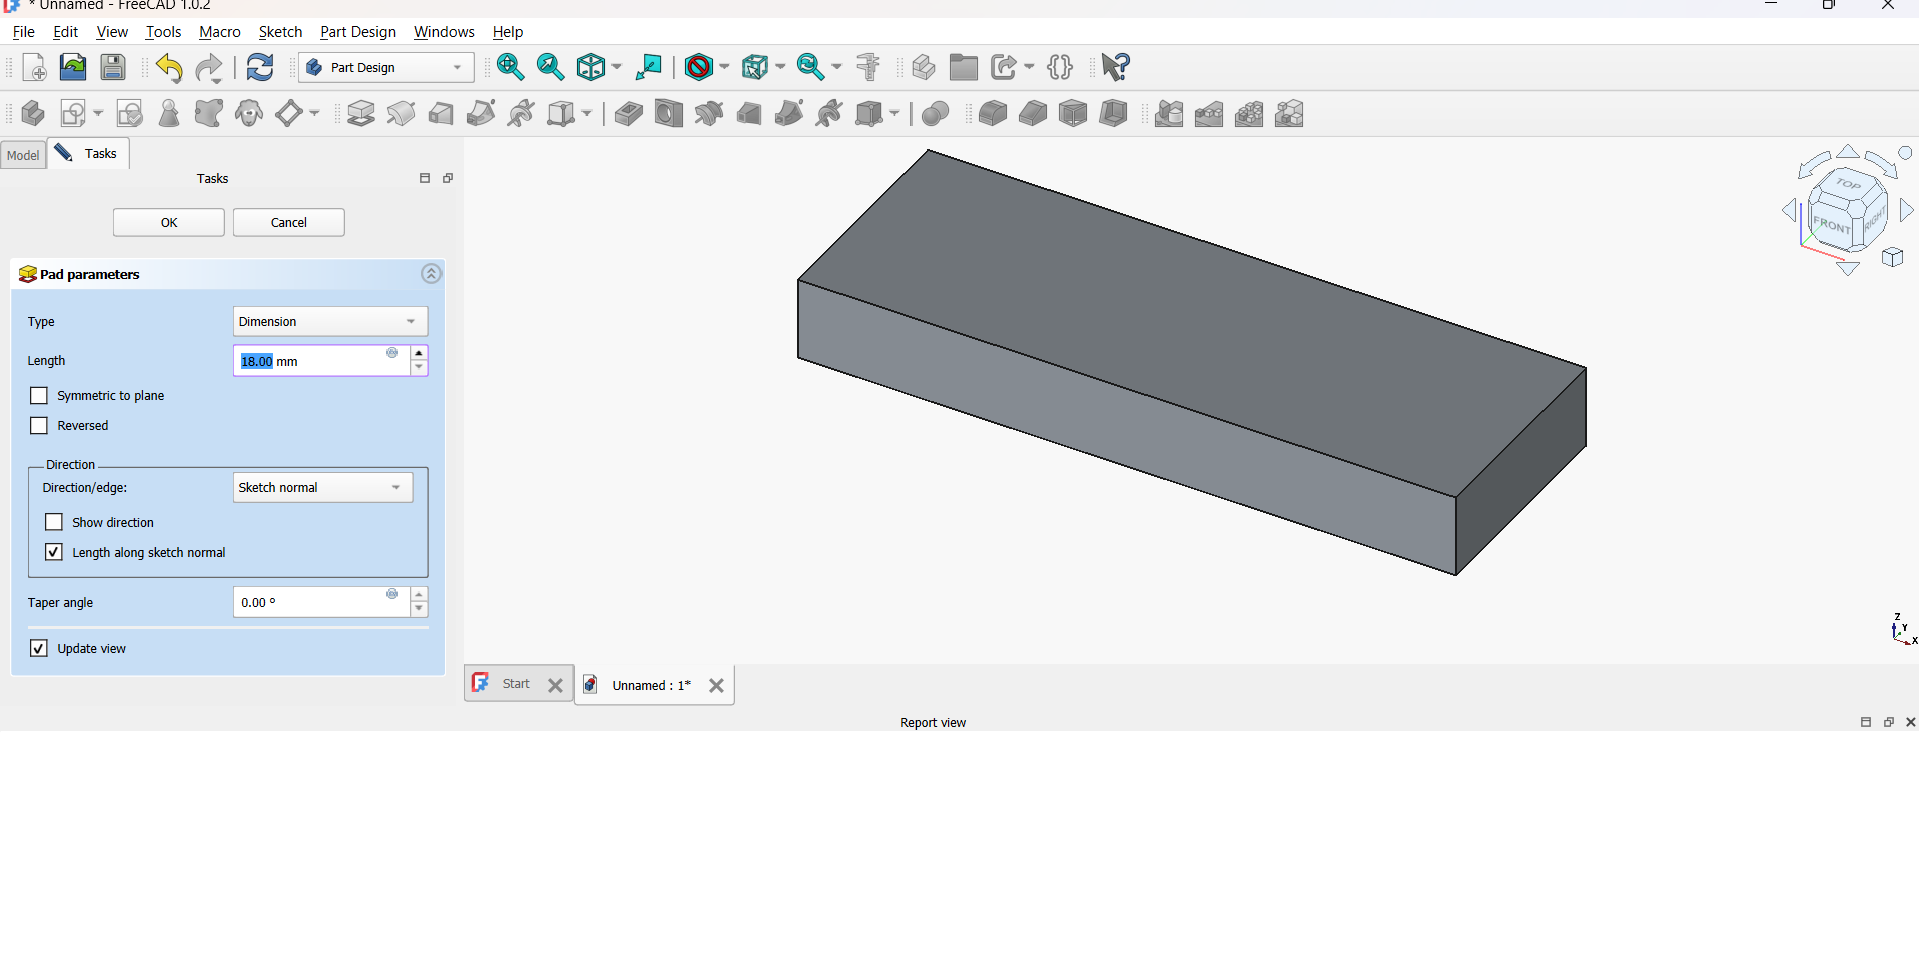 * Unnamed - FreeCAD 1.0.2
File Edit View Tools Macro Sketch Part Design Windows Help
Part Design
Model Tasks
Tasks
OK Cancel
Pad parameters
Type Dimension
Length 18.00 mm
Symmetric to plane
Reversed
Direction
Direction/edge: Sketch normal
Show direction
Length along sketch normal
Taper angle 0.00 °
Update view
TOP
FRONT RIGHT
Z
Y
X
Start Unnamed : 1*
Report view